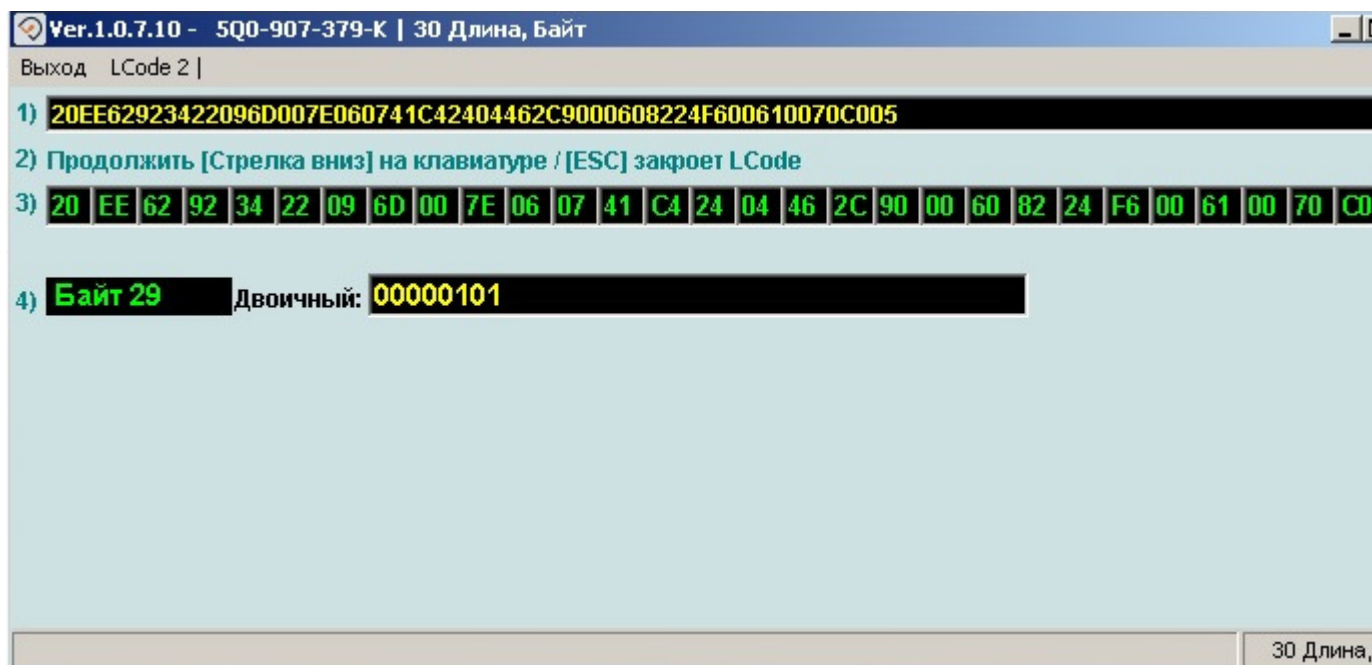 Ver.1.0.7.10 - 5Q0-907-379-K | 30 Длина, Байт
Выход LCode 2 |
1) 20EE62923422096D007E060741C42404462C9000608224F600610070C005
2) Продолжить [Стрелка вниз] на клавиатуре / [ESC] закроет LCode
3) 20 EE 62 92 34 22 09 6D 00 7E 06 07 41 C4 24 04 46 2C 90 00 60 82 24 F6 00 61 00 70 C0
4) Байт 29 Двоичный: 00000101
30 Длина,